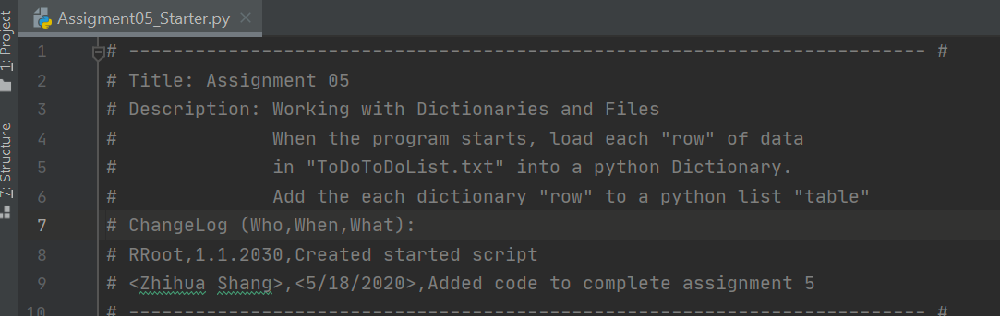 Assigment05_Starter.py
1: Project
7: Structure
1 # ------------------------------------------------------------------------ #
2 # Title: Assignment 05
3 # Description: Working with Dictionaries and Files
4 #              When the program starts, load each "row" of data
5 #              in "ToDoToDoList.txt" into a python Dictionary.
6 #              Add the each dictionary "row" to a python list "table"
7 # ChangeLog (Who,When,What):
8 # RRoot,1.1.2030,Created started script
9 # <Zhihua Shang>,<5/18/2020>,Added code to complete assignment 5
10 # ------------------------------------------------------------------------ #